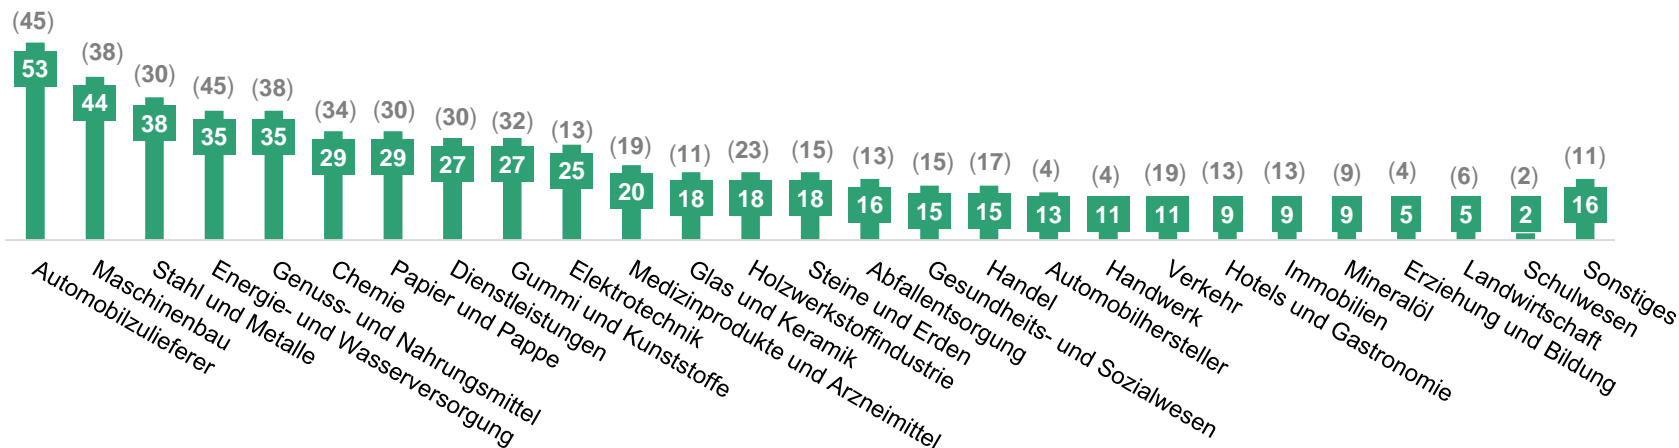 (45) (38) (30) (45) (38) (34) (30) (30) (32) (13) (19) (11) (23) (15) (13) (15) (17) (4) (4) (19) (13) (13) (9) (4) (6) (2) (11)
53 44 38 35 35 29 29 27 27 25 20 18 18 18 16 15 15 13 11 11 9 9 9 5 5 2 16
Automobilzulieferer
Maschinenbau
Stahl und Metalle
Energie- und Wasserversorgung
Genuss- und Nahrungsmittel
Chemie
Papier und Pappe
Dienstleistungen
Gummi und Kunststoffe
Elektrotechnik
Medizinprodukte und Arzneimittel
Glas und Keramik
Holzwerkstoffindustrie
Steine und Erden
Abfallentsorgung
Gesundheits- und Sozialwesen
Handel
Automobilhersteller
Handwerk
Verkehr
Hotels und Gastronomie
Immobilien
Mineralöl
Erziehung und Bildung
Landwirtschaft
Schulwesen
Sonstiges